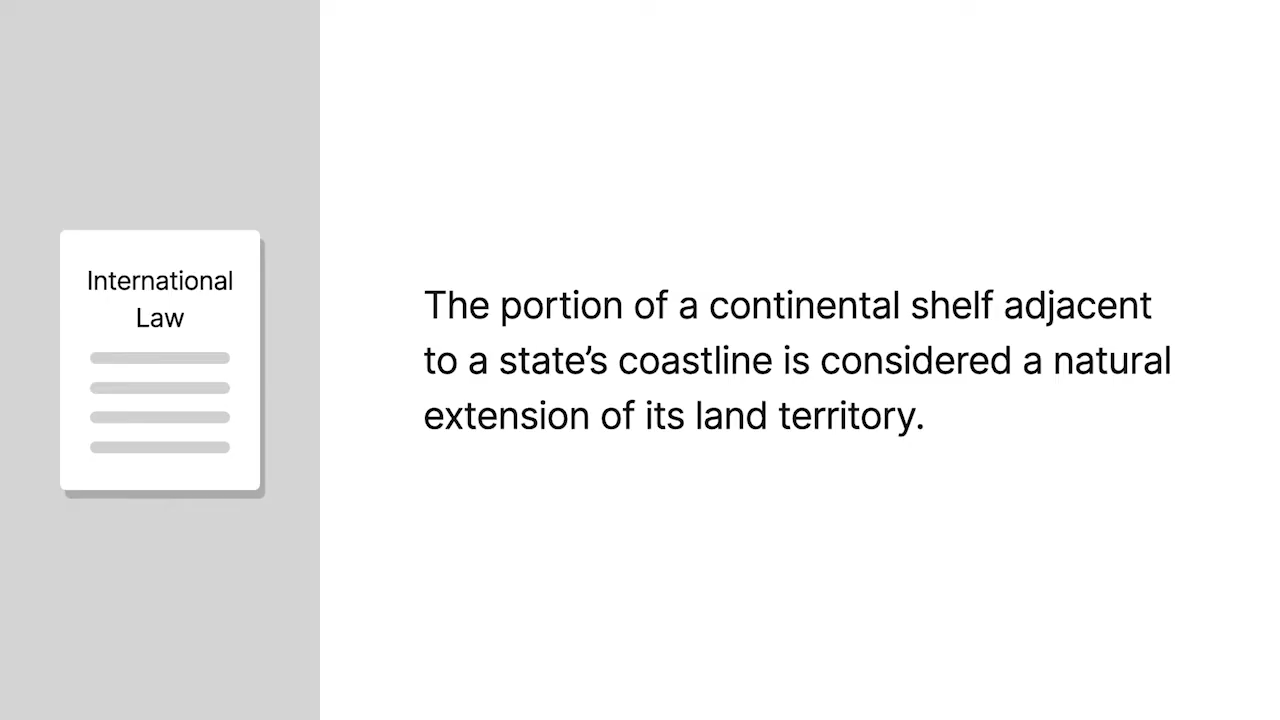 International
Law
The portion of a continental shelf adjacent
to a state’s coastline is considered a natural
extension of its land territory.